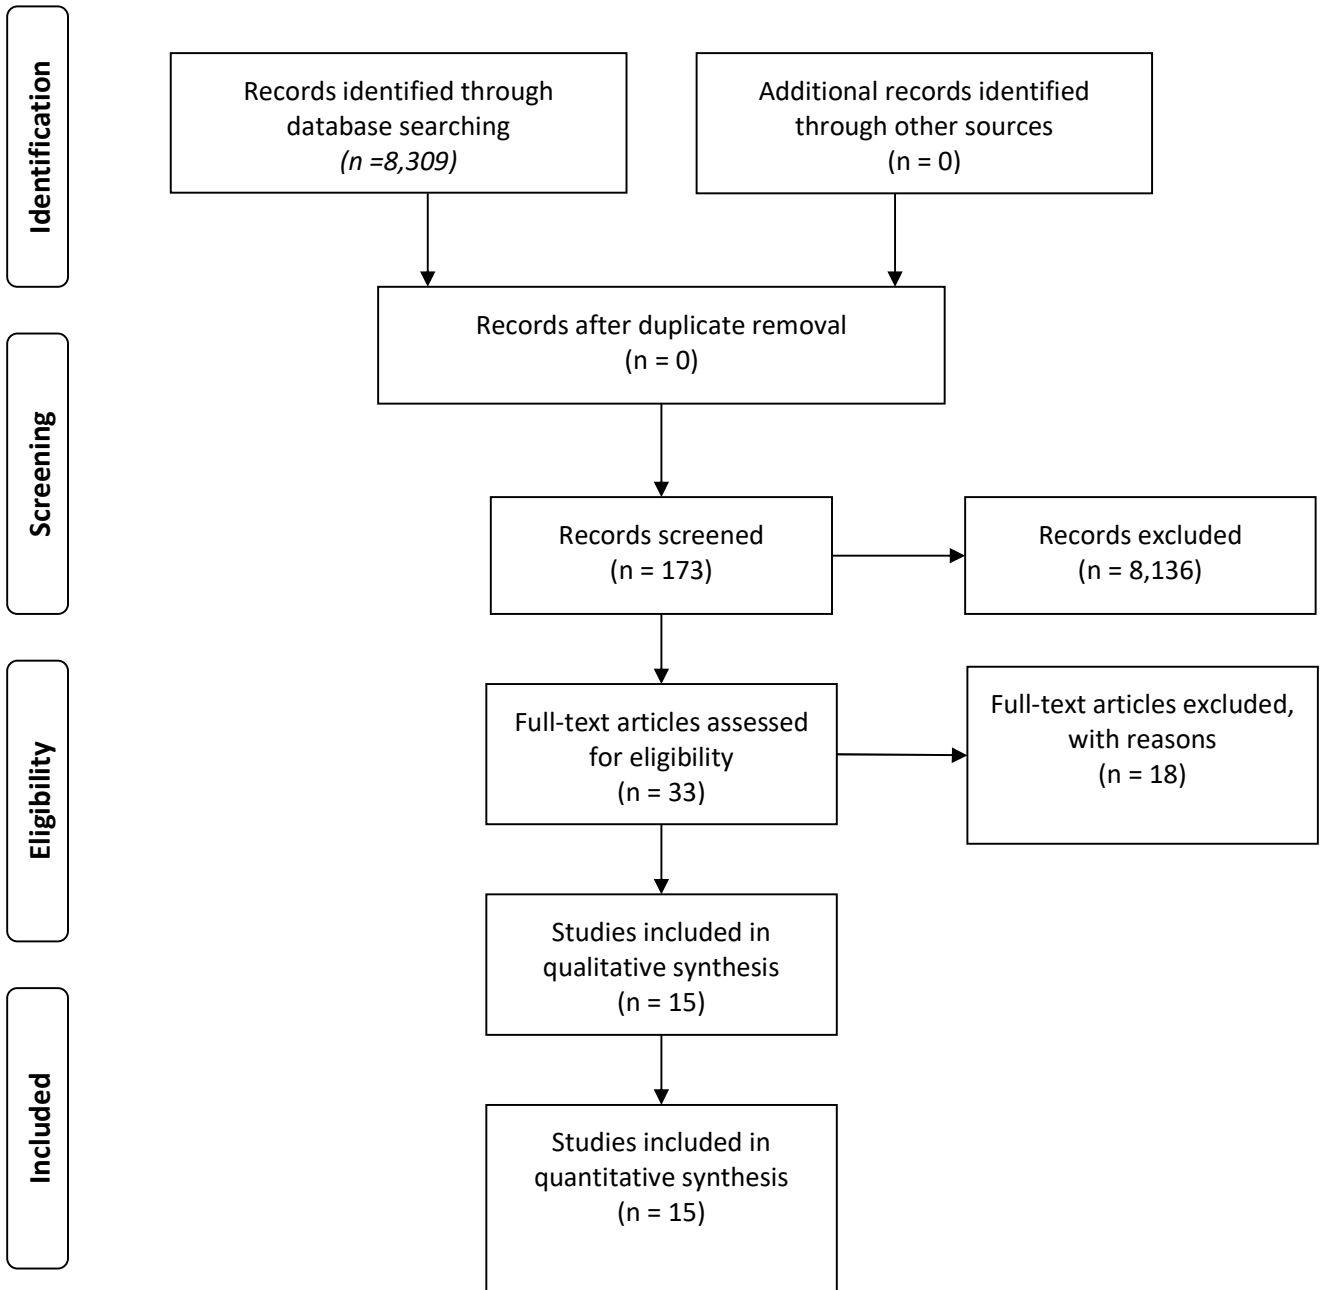 Identification
Records identified through
database searching
(n =8,309)
Additional records identified
through other sources
(n = 0)
Records after duplicate removal
(n = 0)
Screening
Records screened
(n = 173)
Records excluded
(n = 8,136)
Eligibility
Full-text articles assessed
for eligibility
(n = 33)
Full-text articles excluded,
with reasons
(n = 18)
Studies included in
qualitative synthesis
(n = 15)
Included
Studies included in
quantitative synthesis
(n = 15)